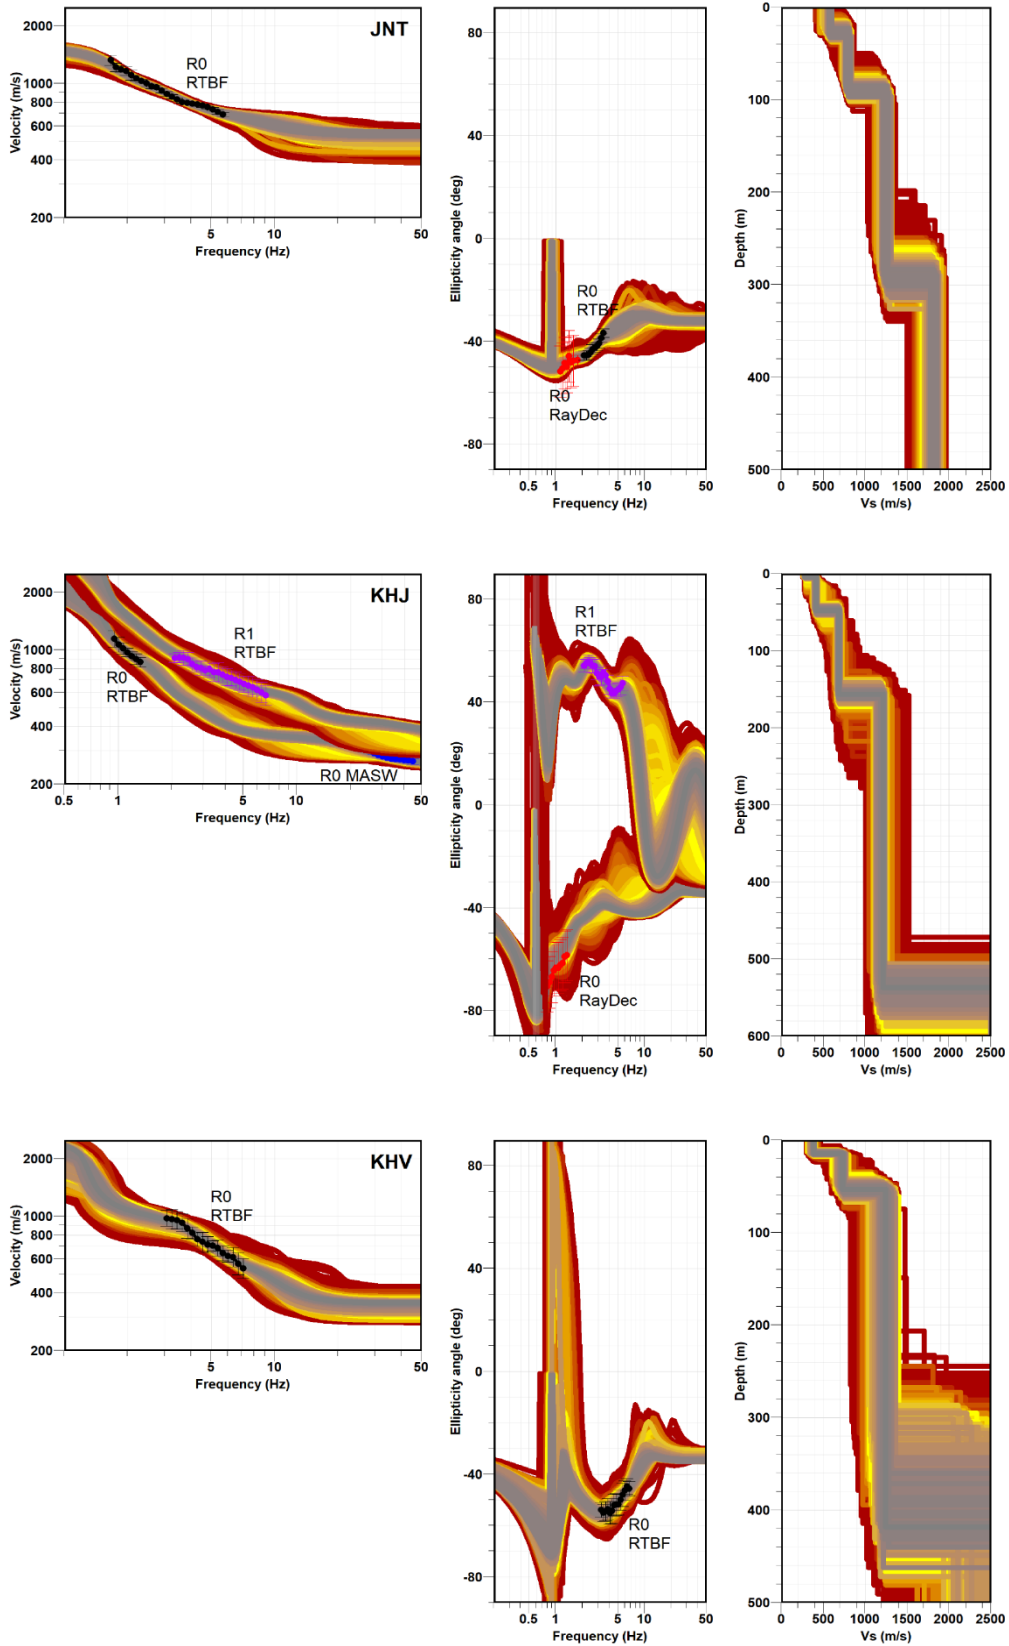 JNT
R0
RTBF
2000
1000
800
600
400
200
Velocity (m/s)
5
10
50
Frequency (Hz)
80
40
0
-40
-80
Ellipticity angle (deg)
R0
RTBF
R0
RayDec
0.5 1 5 10 50
Frequency (Hz)
0
100
200
300
400
500
Depth (m)
0 500 1000 1500 2000 2500
Vs (m/s)
KHJ
R1
RTBF
R0
RTBF
R0 MASW
2000
1000
800
600
400
200
Velocity (m/s)
0.5 1 5 10 50
Frequency (Hz)
80
40
0
-40
-80
Ellipticity angle (deg)
R1
RTBF
R0
RayDec
0.5 1 5 10 50
Frequency (Hz)
0
100
200
300
400
500
600
Depth (m)
0 500 1000 1500 2000 2500
Vs (m/s)
KHV
R0
RTBF
2000
1000
800
600
400
200
Velocity (m/s)
5 10 50
Frequency (Hz)
80
40
0
-40
-80
Ellipticity angle (deg)
R0
RTBF
0.5 1 5 10 50
Frequency (Hz)
0
100
200
300
400
500
Depth (m)
0 500 1000 1500 2000 2500
Vs (m/s)